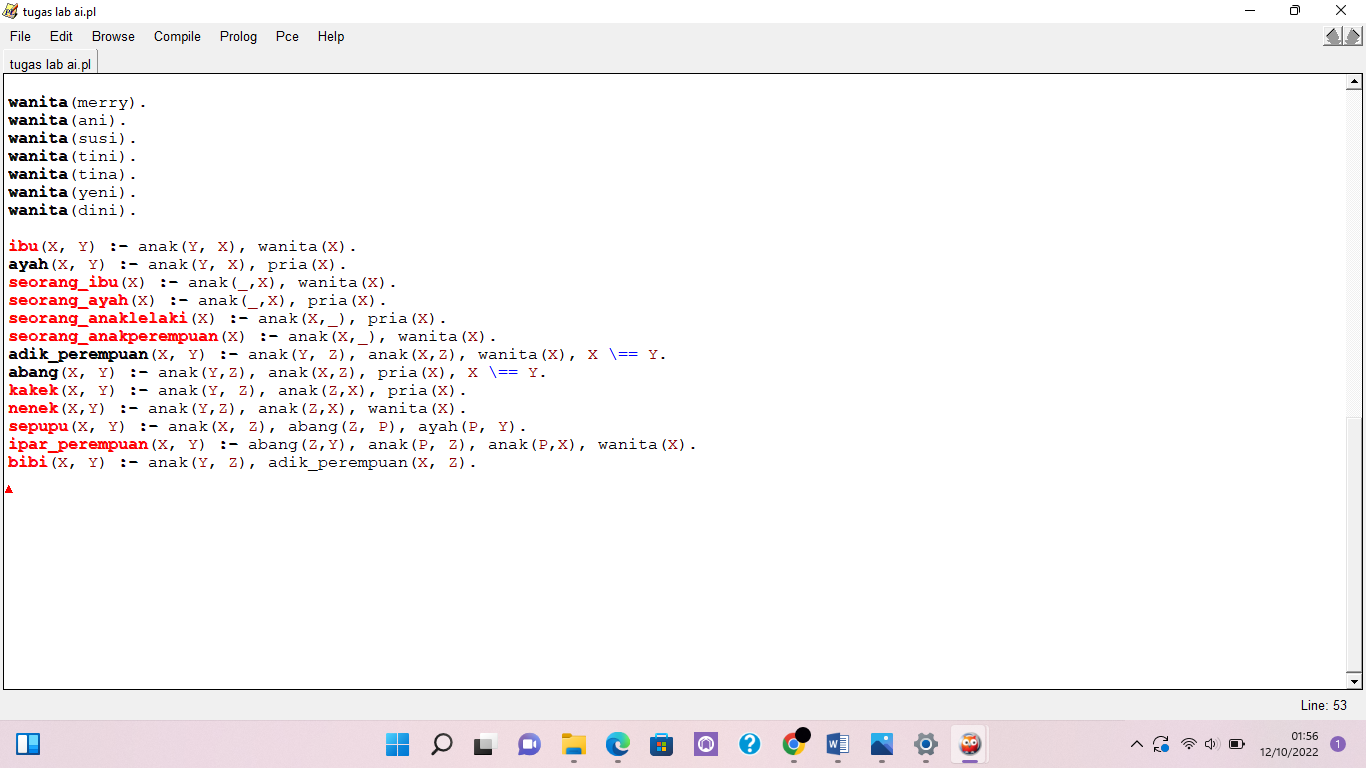 tugas lab ai.pl
File Edit Browse Compile Prolog Pce Help
tugas lab ai.pl
wanita(merry).
wanita(ani).
wanita(susi).
wanita(tini).
wanita(tina).
wanita(yeni).
wanita(dini).
ibu(X, Y) :- anak(Y, X), wanita(X).
ayah(X, Y) :- anak(Y, X), pria(X).
seorang_ibu(X) :- anak(_,X), wanita(X).
seorang_ayah(X) :- anak(_,X), pria(X).
seorang_anaklelaki(X) :- anak(X,_), pria(X).
seorang_anakperempuan(X) :- anak(X,_), wanita(X).
adik_perempuan(X, Y) :- anak(Y, Z), anak(X,Z), wanita(X), X \== Y.
abang(X, Y) :- anak(Y,Z), anak(X,Z), pria(X), X \== Y.
kakek(X, Y) :- anak(Y, Z), anak(Z,X), pria(X).
nenek(X,Y) :- anak(Y,Z), anak(Z,X), wanita(X).
sepupu(X, Y) :- anak(X, Z), abang(Z, P), ayah(P, Y).
ipar_perempuan(X, Y) :- abang(Z,Y), anak(P, Z), anak(P,X), wanita(X).
bibi(X, Y) :- anak(Y, Z), adik_perempuan(X, Z).
Line: 53
01:56
12/10/2022
1